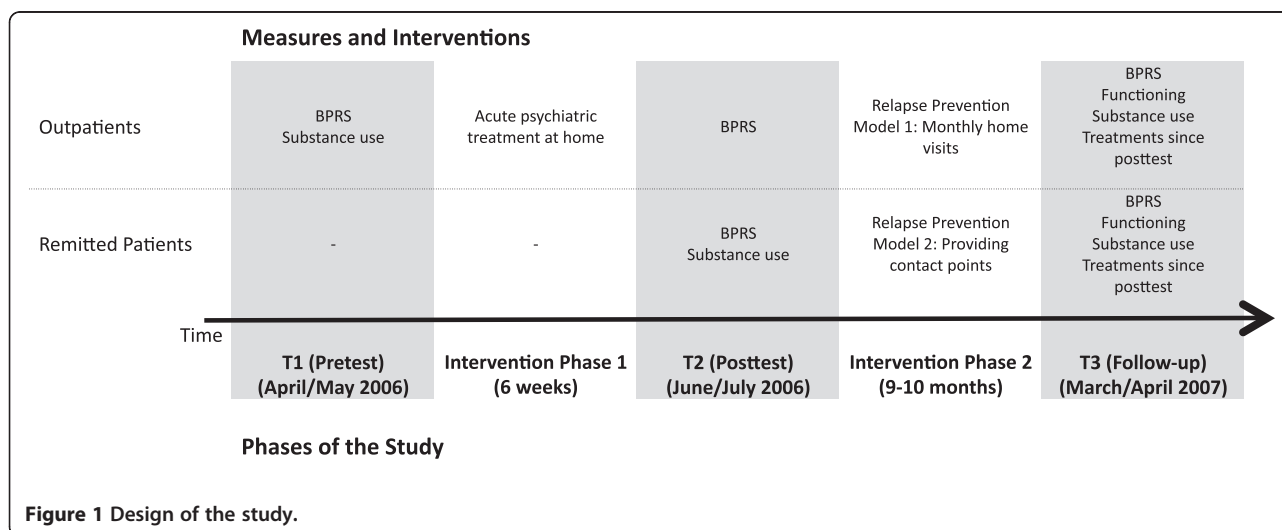 Measures and Interventions
Outpatients
BPRS
Substance use
Acute psychiatric
treatment at home
BPRS
Relapse Prevention
Model 1: Monthly home
visits
BPRS
Functioning
Substance use
Treatments since
posttest
Remitted Patients
-
-
BPRS
Substance use
Relapse Prevention
Model 2: Providing
contact points
BPRS
Functioning
Substance use
Treatments since
posttest
Time
T1 (Pretest)
(April/May 2006)
Intervention Phase 1
(6 weeks)
T2 (Posttest)
(June/July 2006)
Intervention Phase 2
(9-10 months)
T3 (Follow-up)
(March/April 2007)
Phases of the Study
Figure 1 Design of the study.